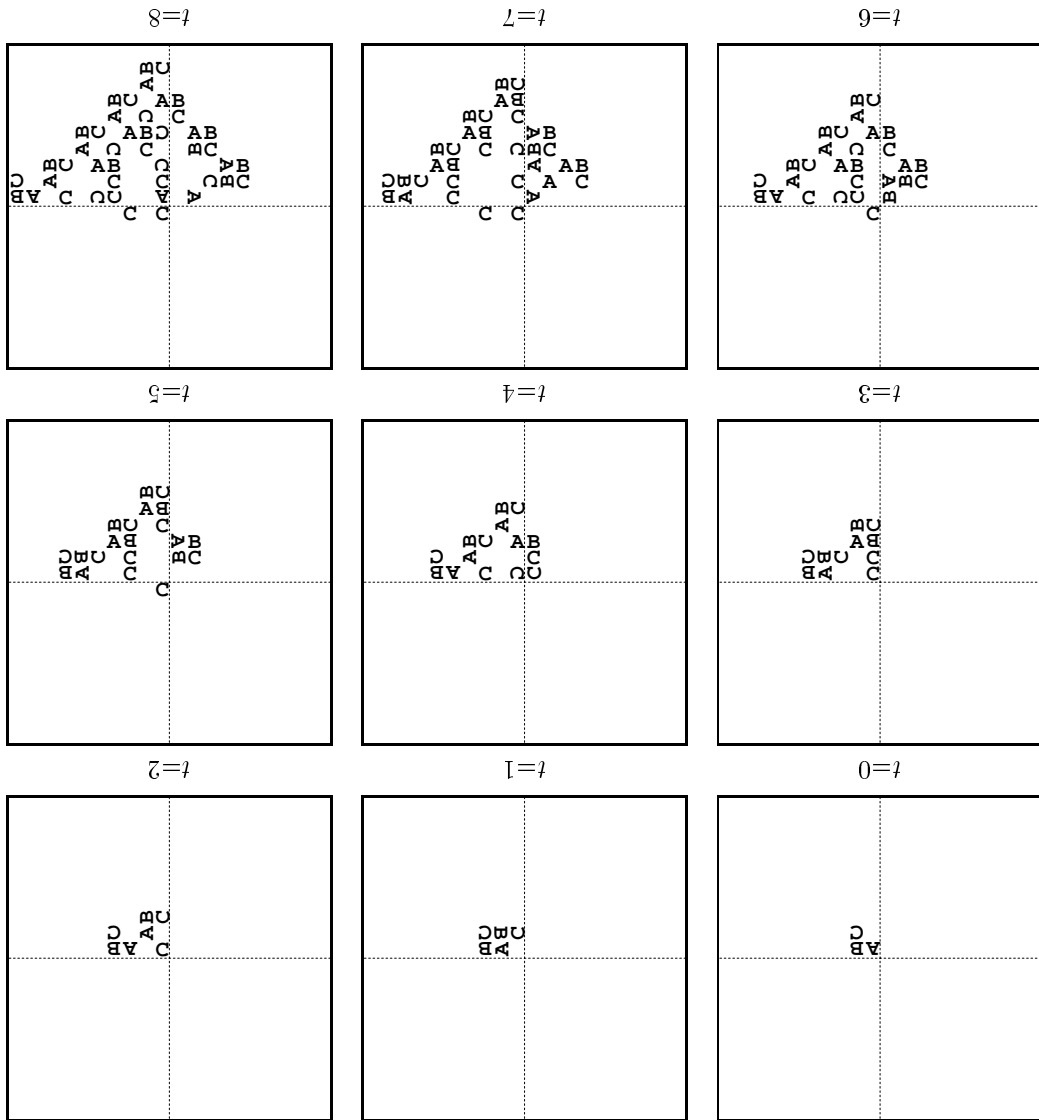 A B
C
t=0
A B
C B C
t=1
C A B
A C
C B
t=2
C A B
C C B C
B A
C B
t=3
C C C A B
C A C
B A C B
A
C B
t=4
C
C A B
C B C C B C
B A B A
C C B
B A
C B
t=5
C
B C C C A B
C B A C A C
B A B A C B
C C A
B A C B
A
C B
t=6
C C
A C A B
C A C C C B C
B A A B A
C B C C C B
B A B A
C C B
B A
C B
t=7
C C
A A C C C A B
C B C C C A C
B A C B A C B
C B C C A
B A C B A C B
C C A
B A C B
A
C B
t=8